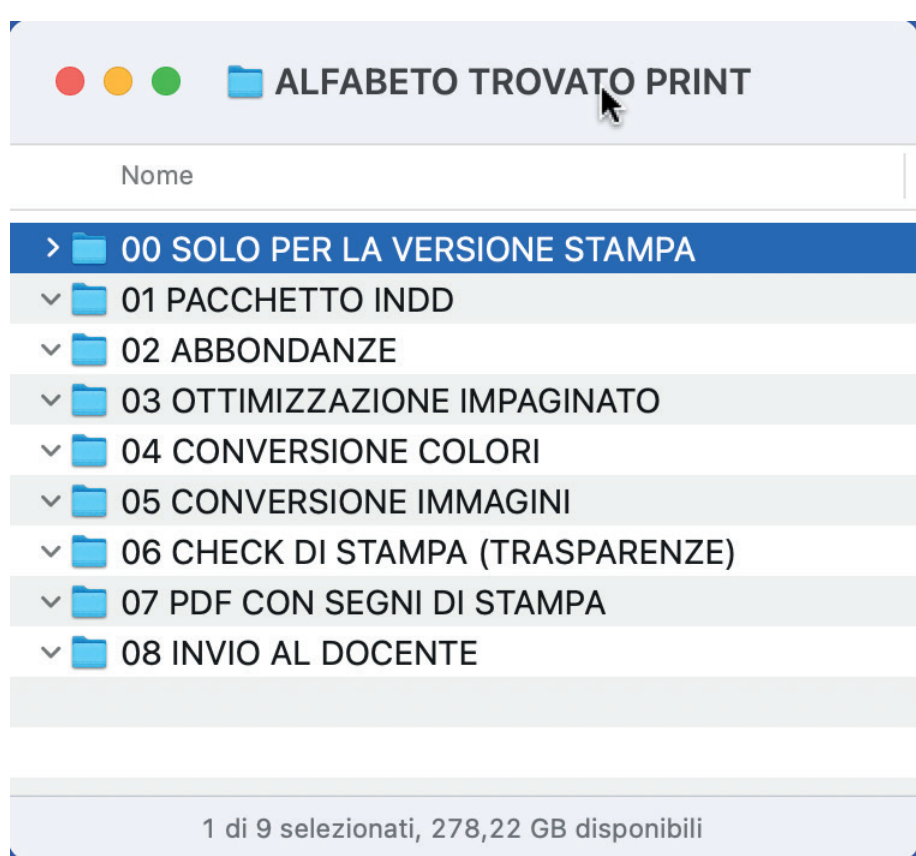 ALFABETO TROVATO PRINT
Nome
00 SOLO PER LA VERSIONE STAMPA
01 PACCHETTO INDD
02 ABBONDANZE
03 OTTIMIZZAZIONE IMPAGINATO
04 CONVERSIONE COLORI
05 CONVERSIONE IMMAGINI
06 CHECK DI STAMPA (TRASPARENZE)
07 PDF CON SEGNI DI STAMPA
08 INVIO AL DOCENTE
1 di 9 selezionati, 278,22 GB disponibili